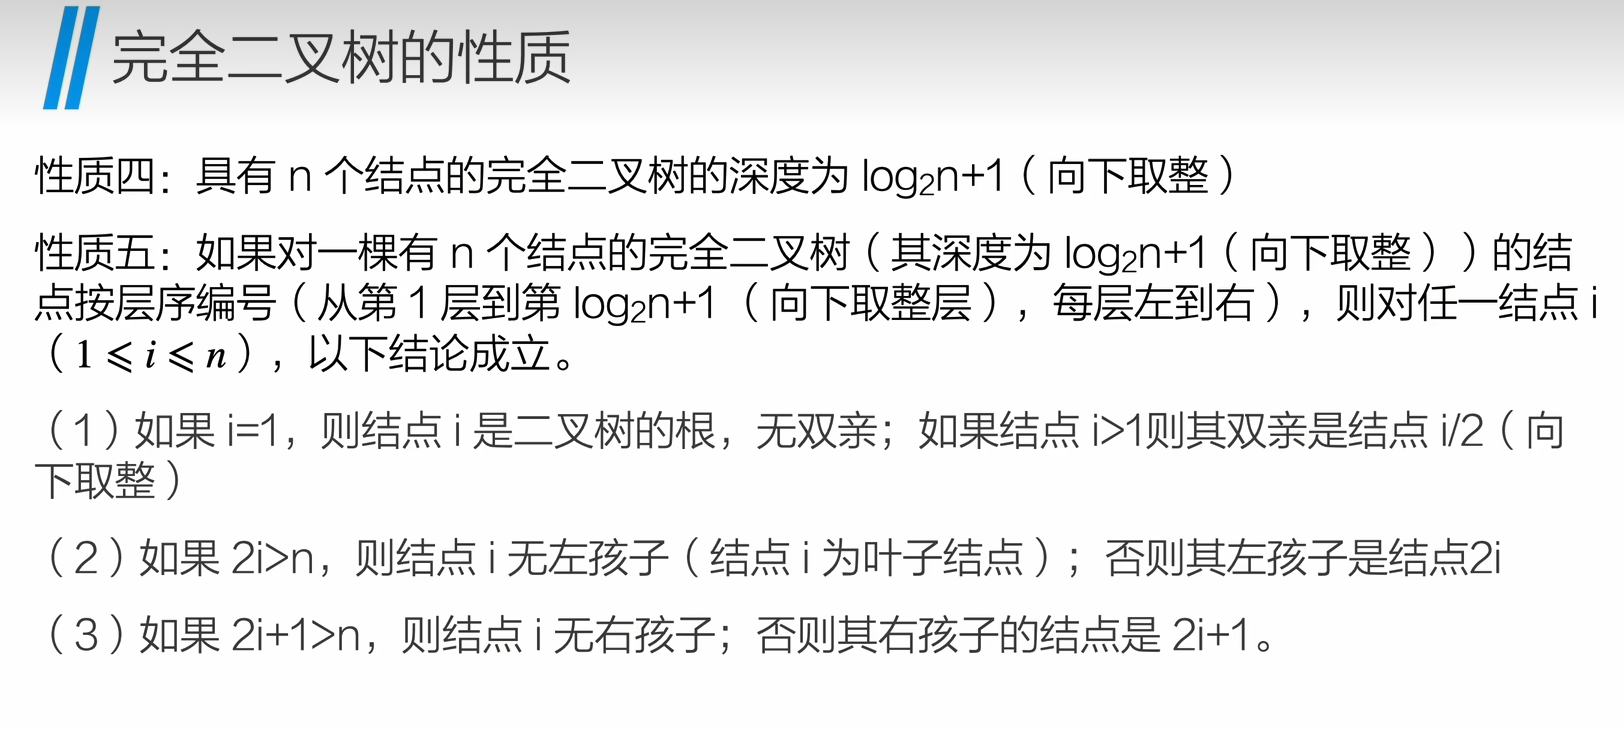 完全二叉树的性质
性质四：具有 n 个结点的完全二叉树的深度为 log₂n+1（向下取整）
性质五：如果对一棵有 n 个结点的完全二叉树（其深度为 log₂n+1（向下取整））的结
点按层序编号（从第 1 层到第 log₂n+1 （向下取整层），每层左到右），则对任一结点 i
（1 ⩽ i ⩽ n），以下结论成立。
（1）如果 i=1，则结点 i 是二叉树的根，无双亲；如果结点 i>1则其双亲是结点 i/2（向
下取整）
（2）如果 2i>n，则结点 i 无左孩子（结点 i 为叶子结点）；否则其左孩子是结点2i
（3）如果 2i+1>n，则结点 i 无右孩子；否则其右孩子的结点是 2i+1。